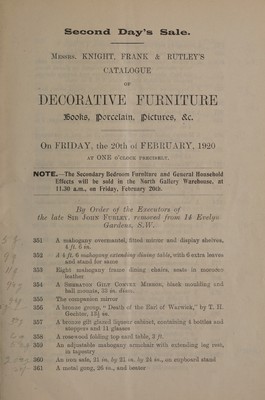 Second Day's Sale.
Messrs. KNIGHT, FRANK & RUTLEY'S
CATALOGUE
OF
DECORATIVE FURNITURE
Books, Porcelain, Pictures, &c.
On FRIDAY, the 20th of FEBRUARY, 1920
AT ONE O'CLOCK PRECISELY.
NOTE.—The Secondary Bedroom Furniture and General Household
Effects will be sold in the North Gallery Warehouse, at
11.30 a.m., on Friday, February 20th.
By Order of the Executors of
the late SIR JOHN FURLEY, removed from 14 Evelyn
Gardens, S.W.
351 A mahogany overmantel, fitted mirror and display shelves,
4 ft. 6 in.
352 A 4 ft. 6 mahogany extending dining table, with 6 extra leaves
and stand for same
353 Eight mahogany frame dining chairs, seats in morocco
leather
354 A GILT CONVEX MIRROR, black moulding and
ball mounts, 33 in. diam.
355 The companion mirror
356 A bronze group, "Death of the Earl of Warwick," by T. H.
357 A bronze gilt glazed liqueur cabinet, containing 4 bottles and
stoppers and 14 glasses
358 A rosewood folding top card table, 3 ft.
359 An adjustable mahogany armchair with extending leg rest,
in tapestry
360 An iron safe, 21 in. by 21 in. by 24 in., on cupboard stand
361 A metal gong, 26 in., and beater